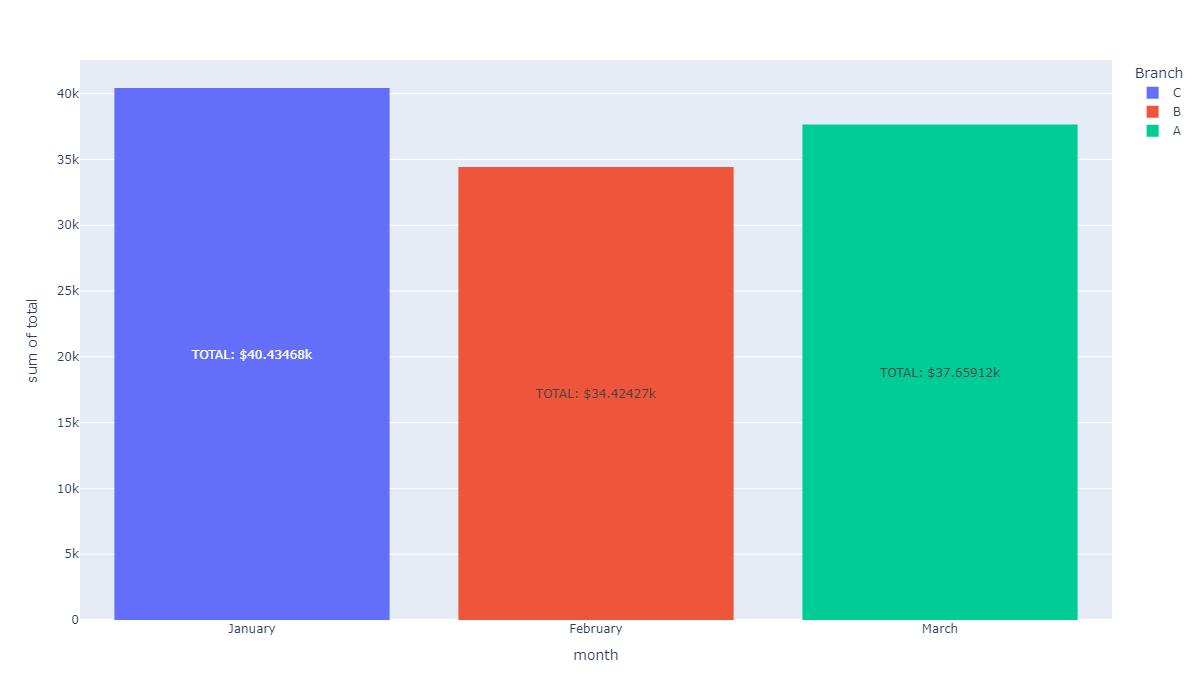 Branch
C
B
A
sum of total
40k
35k
30k
25k
20k
15k
10k
5k
0
TOTAL: $40.43468k
TOTAL: $34.42427k
TOTAL: $37.65912k
January
February
March
month